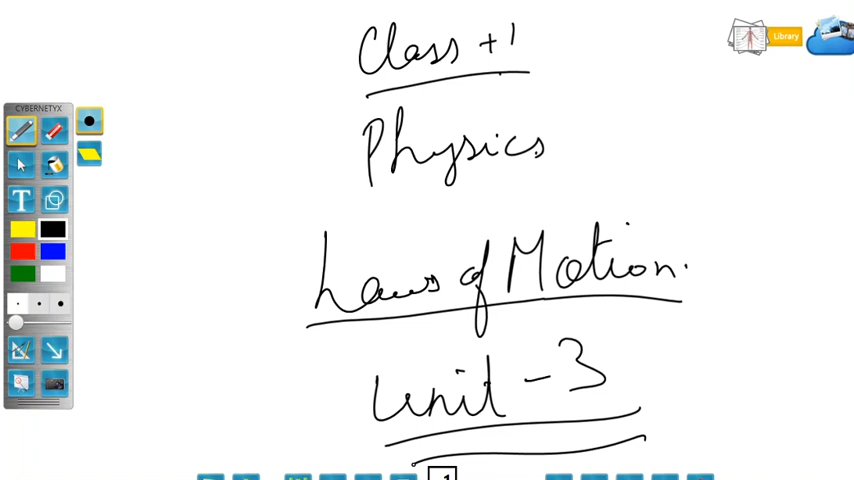 Class +1
Library
CYBERNETYX
Physics
T
Laws of Motion.
Unit - 3
1